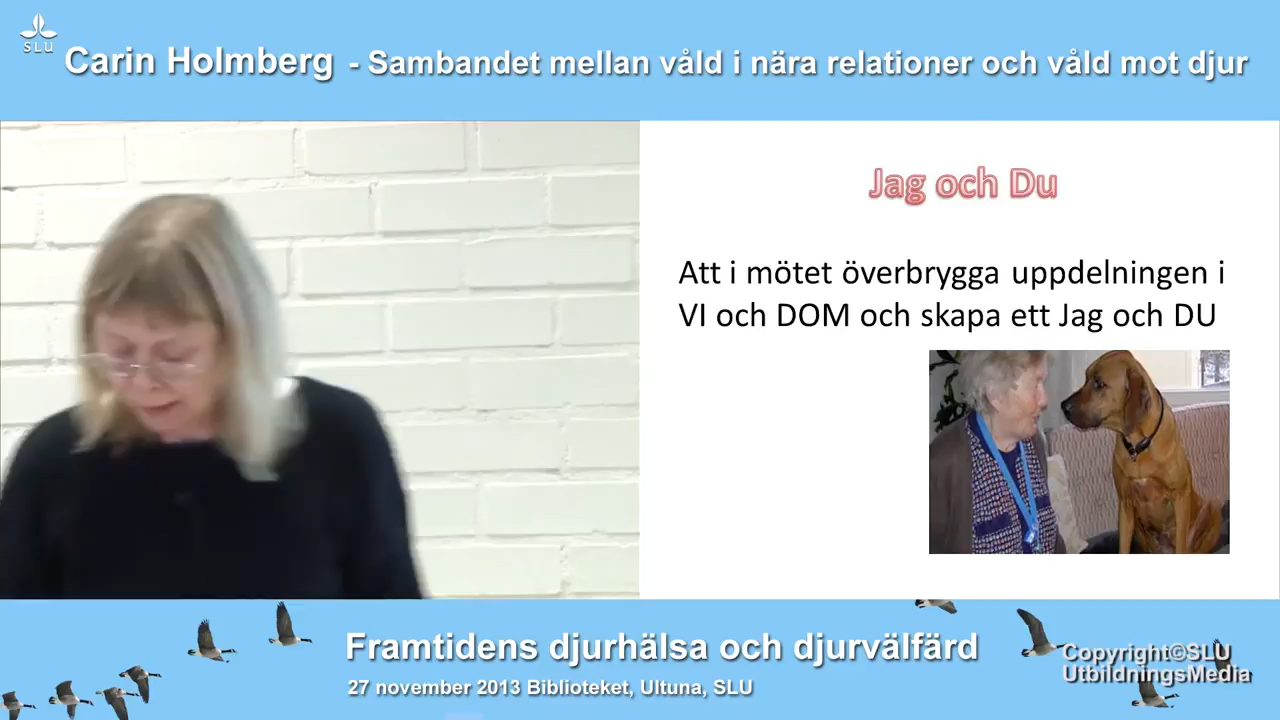 SLU
Carin Holmberg - Sambandet mellan våld i nära relationer och våld mot djur
Jag och Du
Att i mötet överbrygga uppdelningen i
VI och DOM och skapa ett Jag och DU
Framtidens djurhälsa och djurvälfärd
27 november 2013 Biblioteket, Ultuna, SLU
Copyright©SLU
UtbildningsMedia